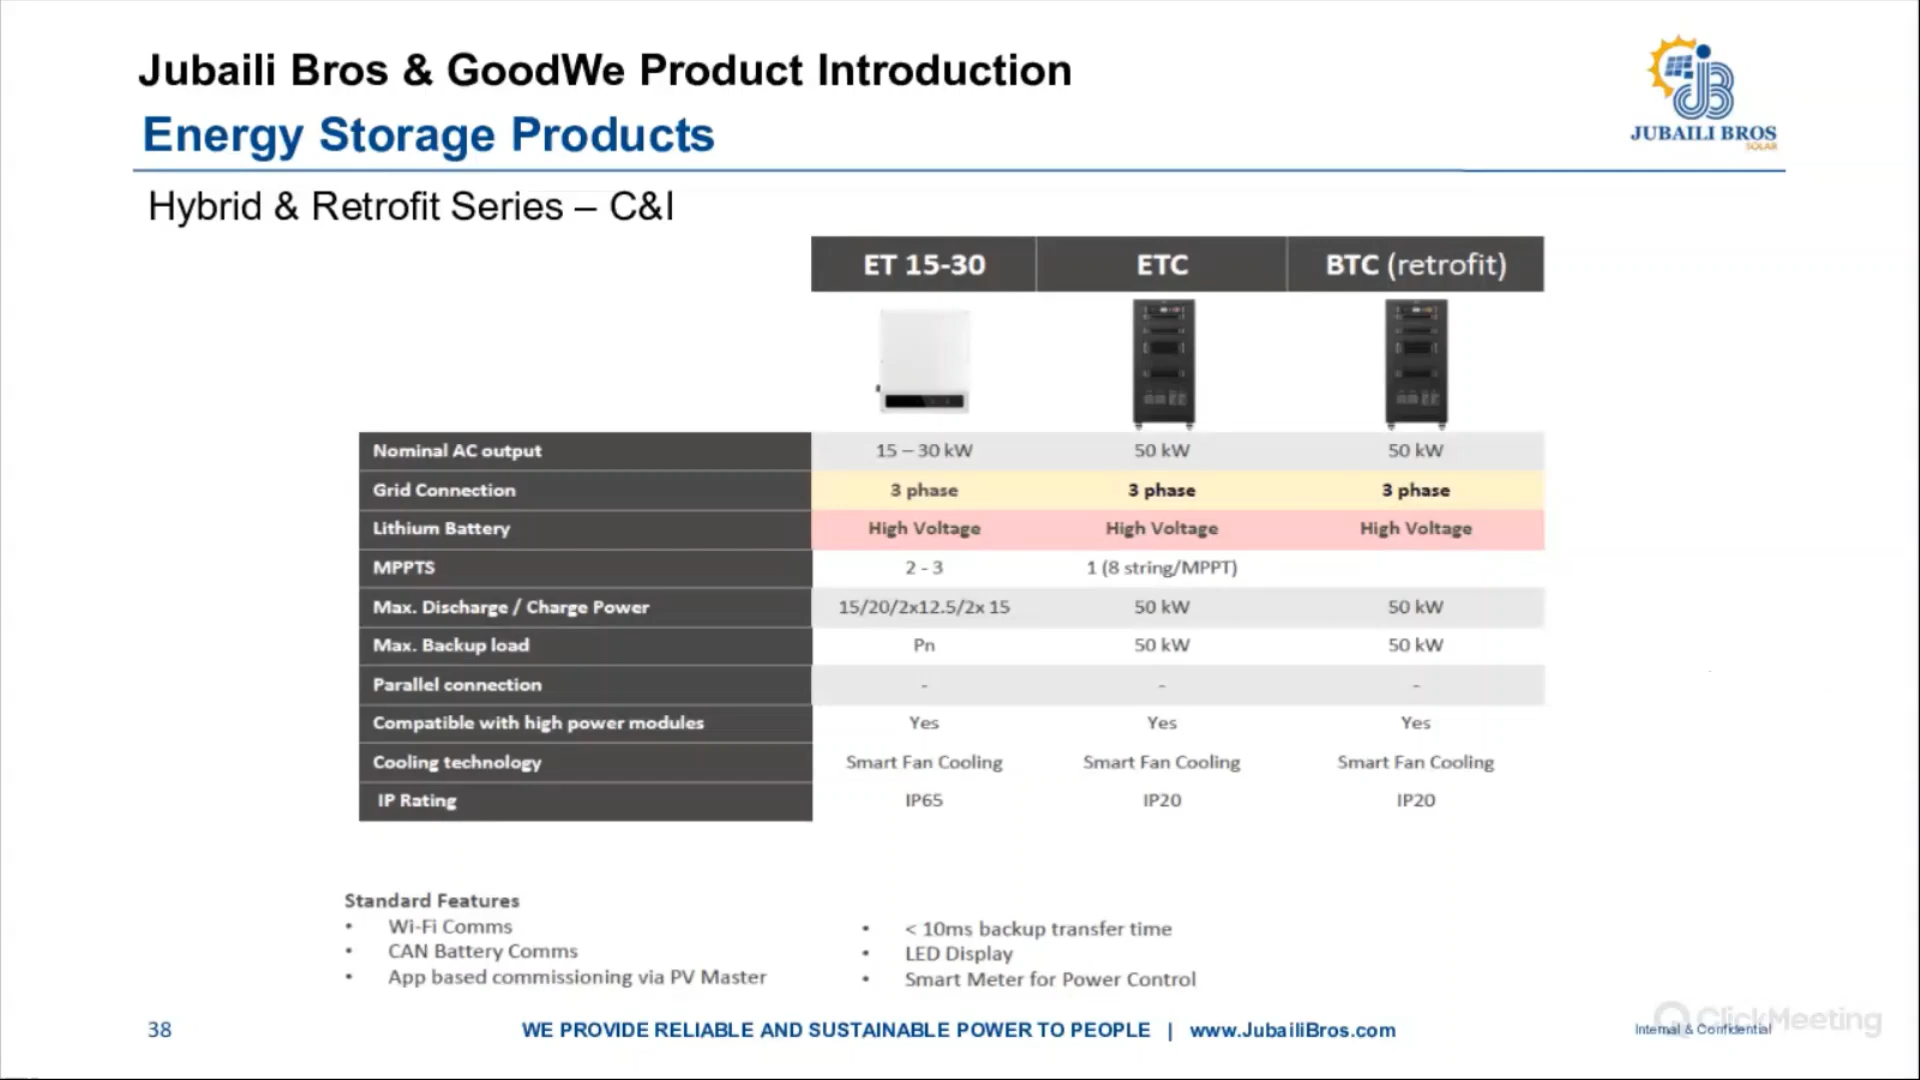 Jubaili Bros & GoodWe Product Introduction
Energy Storage Products
JUBAILI BROS
SOLAR
Hybrid & Retrofit Series – C&I
ET 15-30 ETC BTC (retrofit)
Nominal AC output 15 – 30 kW 50 kW 50 kW
Grid Connection 3 phase 3 phase 3 phase
Lithium Battery High Voltage High Voltage High Voltage
MPPTS 2 - 3 1 (8 string/MPPT)
Max. Discharge / Charge Power 15/20/2x12.5/2x 15 50 kW 50 kW
Max. Backup load Pn 50 kW 50 kW
Parallel connection - - -
Compatible with high power modules Yes Yes Yes
Cooling technology Smart Fan Cooling Smart Fan Cooling Smart Fan Cooling
IP Rating IP65 IP20 IP20
Standard Features
• Wi-Fi Comms
• CAN Battery Comms
• App based commissioning via PV Master
• < 10ms backup transfer time
• LED Display
• Smart Meter for Power Control
38
WE PROVIDE RELIABLE AND SUSTAINABLE POWER TO PEOPLE | www.JubailiBros.com
Internal & Confidential
ClickMeeting